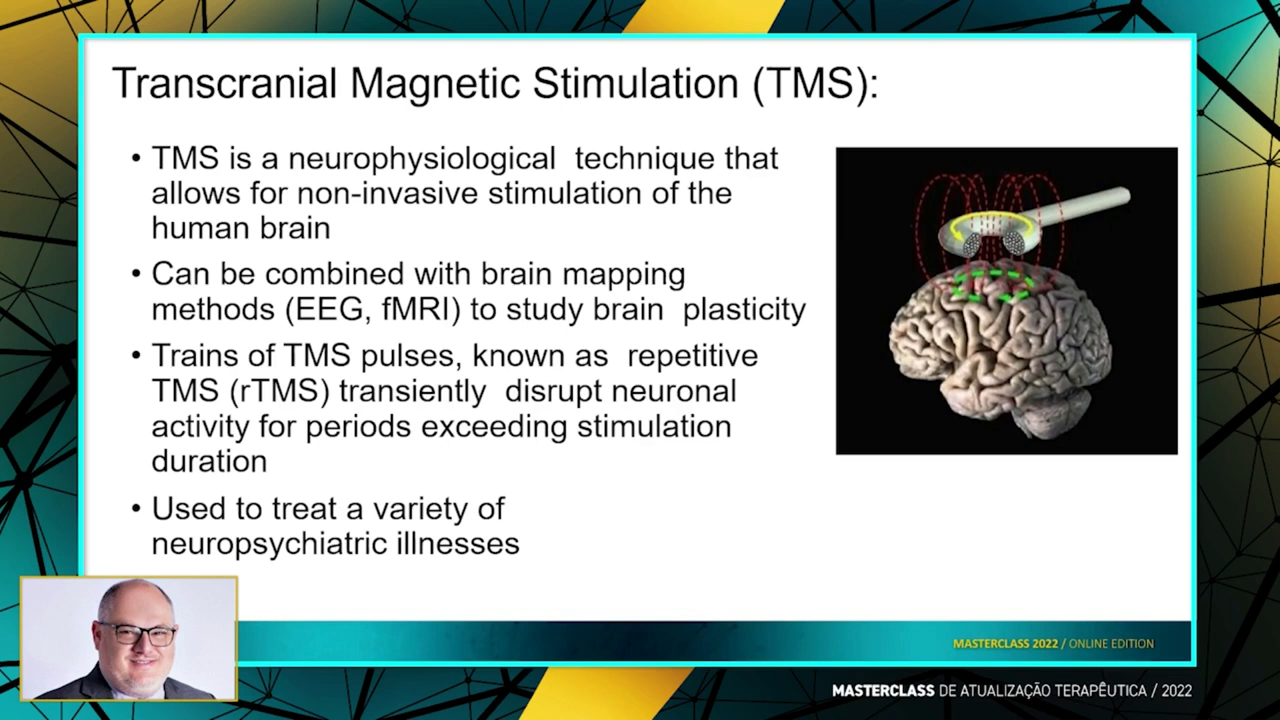 Transcranial Magnetic Stimulation (TMS):
• TMS is a neurophysiological technique that
allows for non-invasive stimulation of the
human brain
• Can be combined with brain mapping
methods (EEG, fMRI) to study brain plasticity
• Trains of TMS pulses, known as repetitive
TMS (rTMS) transiently disrupt neuronal
activity for periods exceeding stimulation
duration
• Used to treat a variety of
neuropsychiatric illnesses
MASTERCLASS 2022 / ONLINE EDITION
MASTERCLASS DE ATUALIZAÇÃO TERAPÊUTICA / 2022